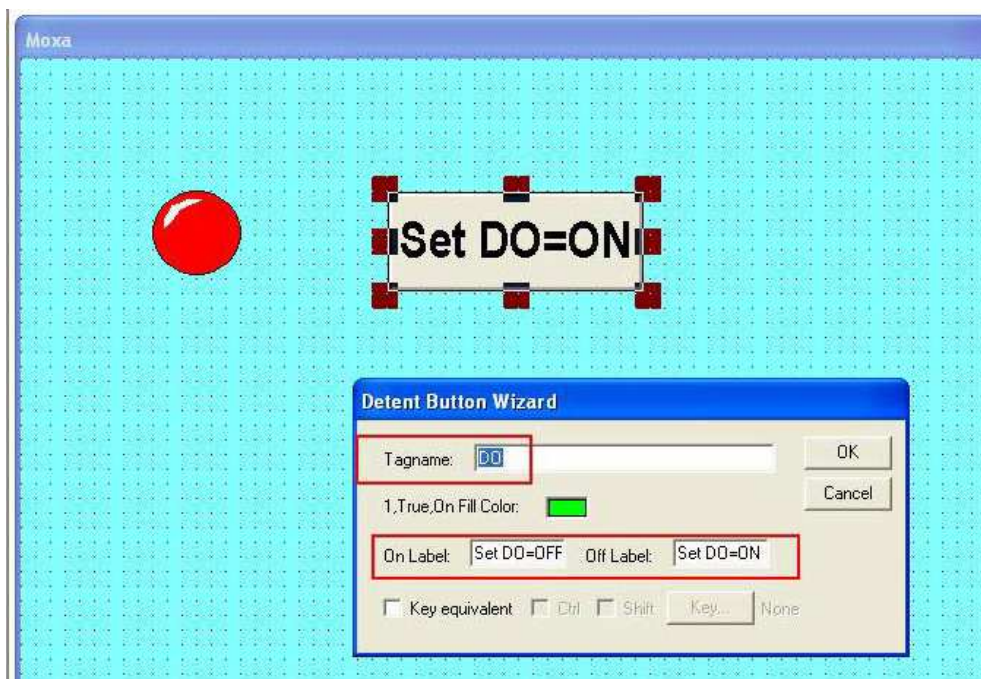 Moxa
Set DO=ON
Detent Button Wizard
Tagname: DO
OK
1,True,On Fill Color:
Cancel
On Label: Set DO=OFF Off Label: Set DO=ON
Key equivalent Ctrl Shift Key... None